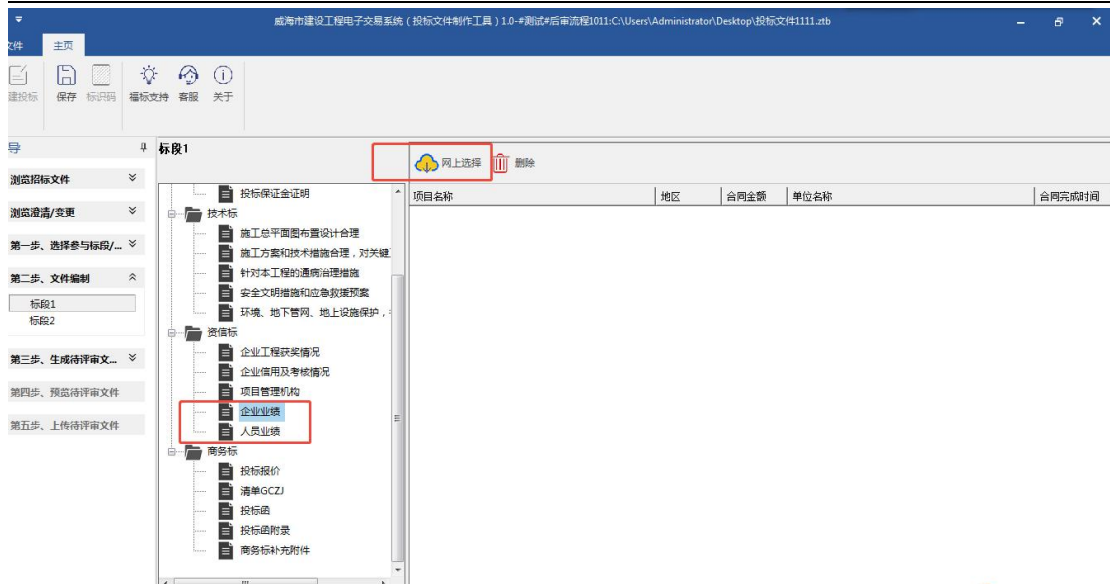 威海市建设工程电子交易系统（投标文件制作工具）1.0-#测试#后审流程1011:C:\Users\Administrator\Desktop\投标文件1111.ztb
文件 主页
建投标 保存 标识码 福标支持 客服 关于
导
标段1
网上选择 删除
浏览招标文件
浏览澄清/变更
第一步、选择参与标段/...
第二步、文件编制
标段1
标段2
第三步、生成待评审文...
第四步、预览待评审文件
第五步、上传待评审文件
投标保证金证明
技术标
施工总平面图布置设计合理
施工方案和技术措施合理，对关键
针对本工程的通病治理措施
安全文明措施和应急救援预案
环境、地下管网、地上设施保护，
资信标
企业工程获奖情况
企业信用及考核情况
项目管理机构
企业业绩
人员业绩
商务标
投标报价
清单GCZJ
投标函
投标函附录
商务标补充附件
项目名称 地区 合同金额 单位名称 合同完成时间